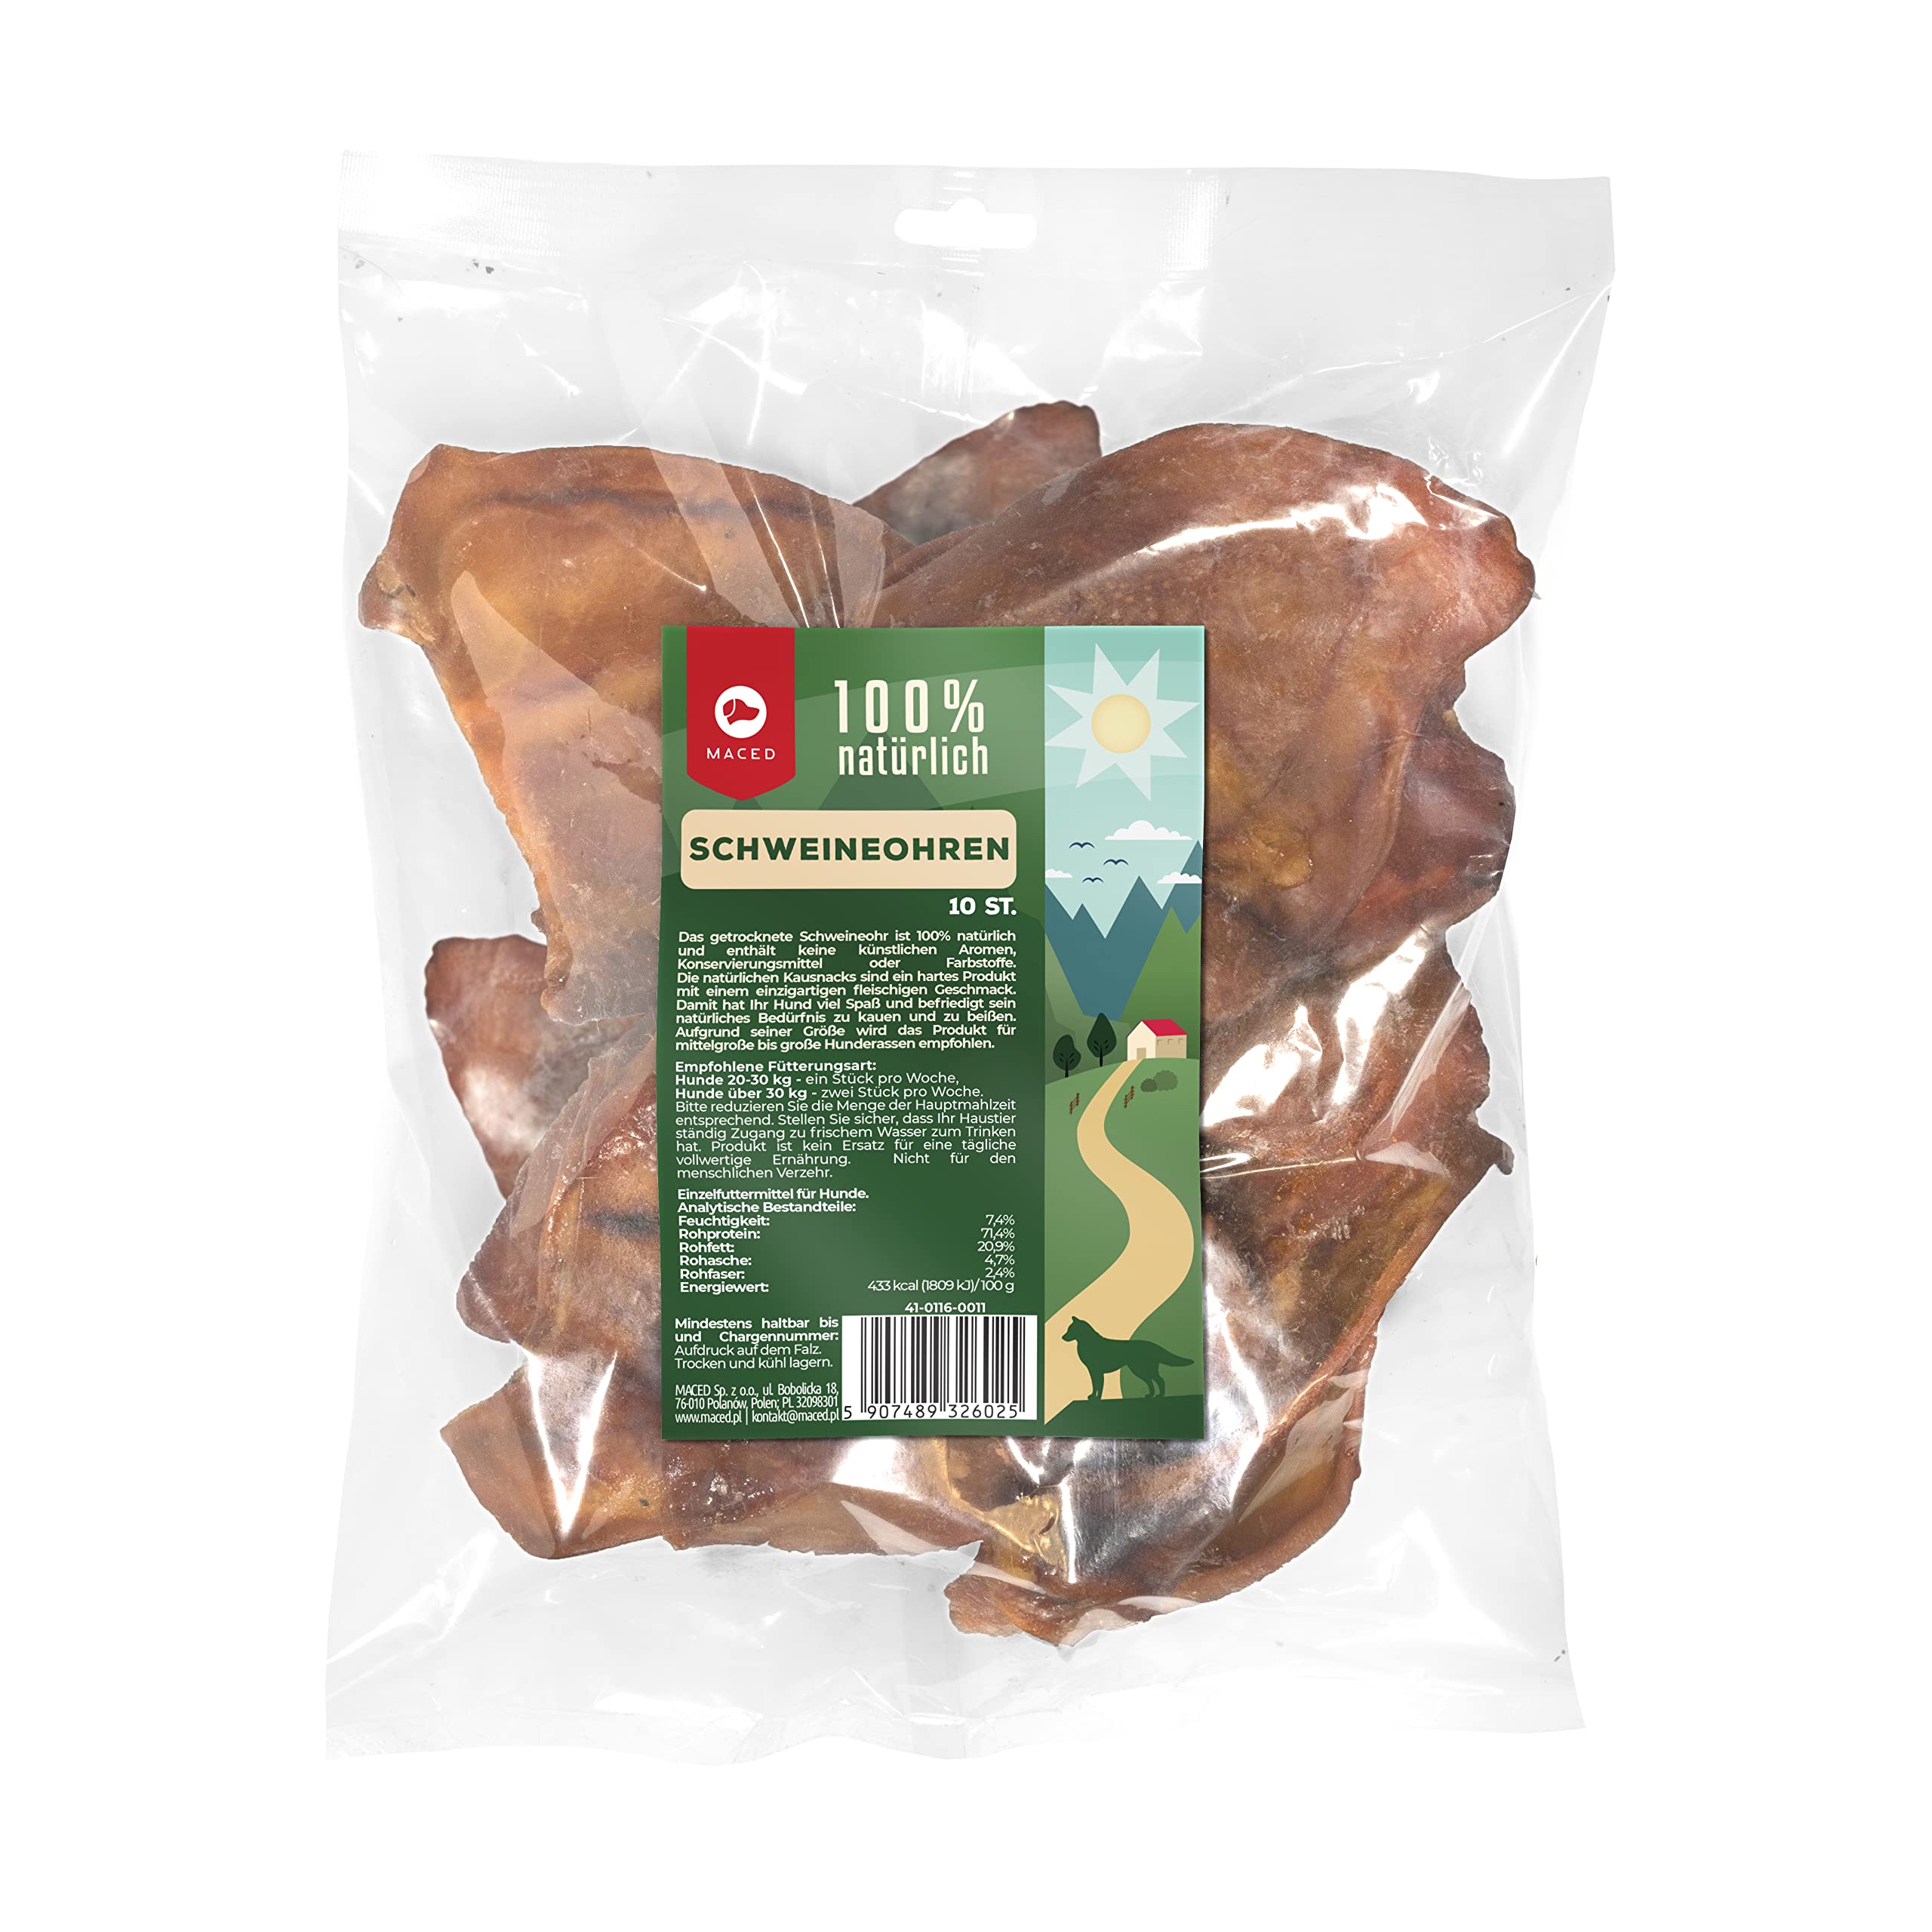 MACED
100%
natürlich
SCHWEINEOHREN
10 ST.
Das getrocknete Schweineohr ist 100% natürlich
und enthält keine künstlichen Aromen,
Konservierungsmittel oder Farbstoffe.
Die natürlichen Kausnacks sind ein hartes Produkt
mit einem einzigartigen fleischigen Geschmack.
Damit hat Ihr Hund viel Spaß und befriedigt sein
natürliches Bedürfnis zu kauen und zu beißen.
Aufgrund seiner Größe wird das Produkt für
mittelgroße bis große Hunderassen empfohlen.
Empfohlene Fütterungsart:
Hunde 20-30 kg - ein Stück pro Woche,
Hunde über 30 kg - zwei Stück pro Woche.
Bitte reduzieren Sie die Menge der Hauptmahlzeit
entsprechend. Stellen Sie sicher, dass Ihr Haustier
ständig Zugang zu frischem Wasser zum Trinken
hat. Produkt ist kein Ersatz für eine tägliche
vollwertige Ernährung. Nicht für den
menschlichen Verzehr.
Einzelfuttermittel für Hunde.
Analytische Bestandteile:
Feuchtigkeit: 7,4%
Rohprotein: 71,4%
Rohfett: 20,9%
Rohasche: 4,7%
Rohfaser: 2,4%
Energiewert: 433 kcal (1809 kJ)/ 100 g
41-0116-0011
Mindestens haltbar bis
und Chargennummer:
Aufdruck auf dem Falz.
Trocken und kühl lagern.
MACED Sp. z o.o., ul. Bobolicka 18,
76-010 Polanów, Polen; PL 32098301
www.maced.pl | kontakt@maced.pl
5 907489 326025